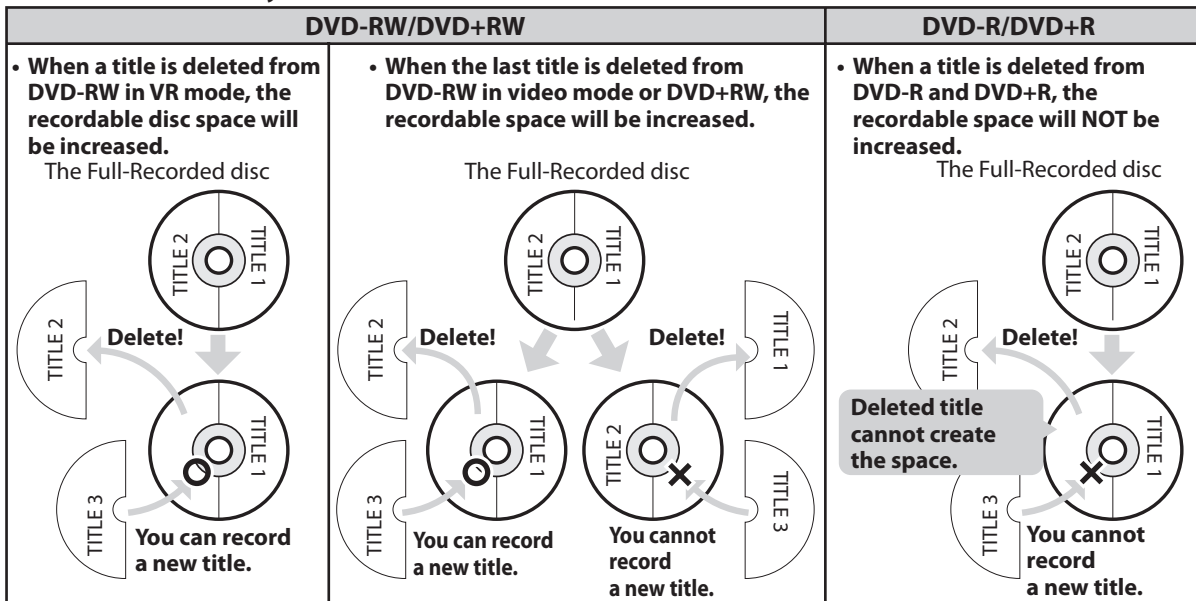 DVD-RW/DVD+RW
DVD-R/DVD+R
• When a title is deleted from
DVD-RW in VR mode, the
recordable disc space will
be increased.
The Full-Recorded disc
TITLE 2
TITLE 1
TITLE 2
Delete!
TITLE 1
TITLE 3
You can record
a new title.
• When the last title is deleted from
DVD-RW in video mode or DVD+RW, the
recordable space will be increased.
The Full-Recorded disc
TITLE 2
TITLE 1
TITLE 2
Delete!
TITLE 1
TITLE 3
You can record
a new title.
Delete!
TITLE 1
TITLE 2
TITLE 3
You cannot
record
a new title.
• When a title is deleted from
DVD-R and DVD+R, the
recordable space will NOT be
increased.
The Full-Recorded disc
TITLE 2
TITLE 1
TITLE 2
Delete!
Deleted title
cannot create
the space.
TITLE 1
TITLE 3
You cannot
record
a new title.